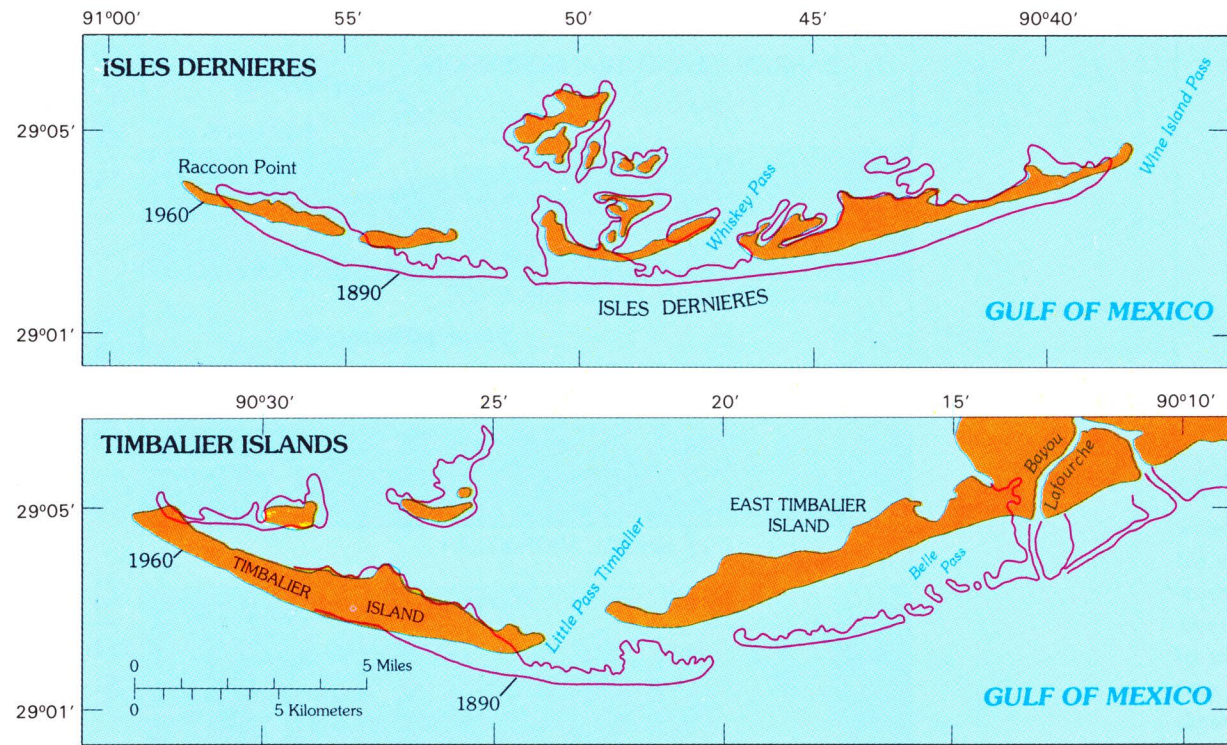 91°00′ 55′ 50′ 45′ 90°40′
ISLES DERNIERES
29°05′
Raccoon Point
1960
Whiskey Pass
Wine Island Pass
1890
ISLES DERNIERES
GULF OF MEXICO
29°01′
90°30′ 25′ 20′ 15′ 90°10′
TIMBALIER ISLANDS
29°05′
1960
TIMBALIER ISLAND
Little Pass Timbalier
EAST TIMBALIER
ISLAND
Bayou
Lafourche
Belle
Pass
0 5 Miles
0 5 Kilometers
1890
GULF OF MEXICO
29°01′